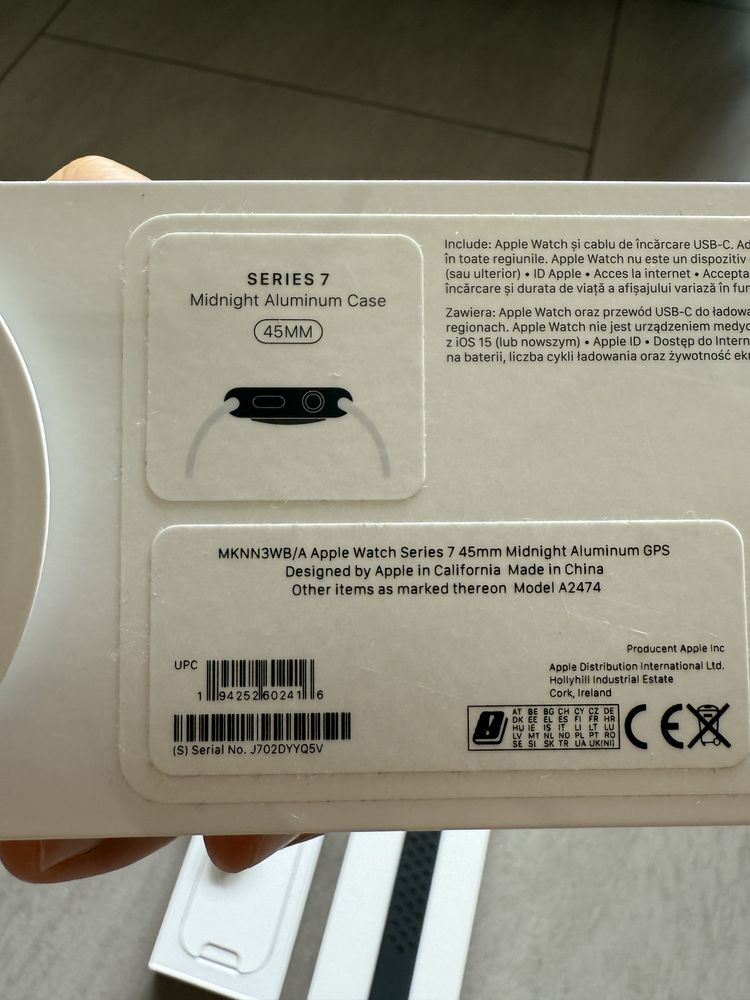 SERIES 7
Midnight Aluminum Case
45MM
Include: Apple Watch și cablu de încărcare USB-C. Ad
în toate regiunile. Apple Watch nu este un dispozitiv
(sau ulterior) • ID Apple • Acces la internet • Accepta
încărcare și durata de viață a afișajului variază în fun
Zawiera: Apple Watch oraz przewód USB-C do ładowa
regionach. Apple Watch nie jest urządzeniem medyc
z iOS 15 (lub nowszym) • Apple ID • Dostęp do Intern
na baterii, liczba cykli ładowania oraz żywotność ekr
MKNN3WB/A Apple Watch Series 7 45mm Midnight Aluminum GPS
Designed by Apple in California Made in China
Other items as marked thereon Model A2474
UPC
1 94252 60241 6
(S) Serial No. J702DYYQ5V
Producent Apple Inc
Apple Distribution International Ltd.
Hollyhill Industrial Estate
Cork, Ireland
AT BE BG CH CY CZ DE
DK EE EL ES FI FR HR
HU IE IS IT LI LT LU
LV MT NL NO PL PT RO
SE SI SK TR UA UK(NI)
CE